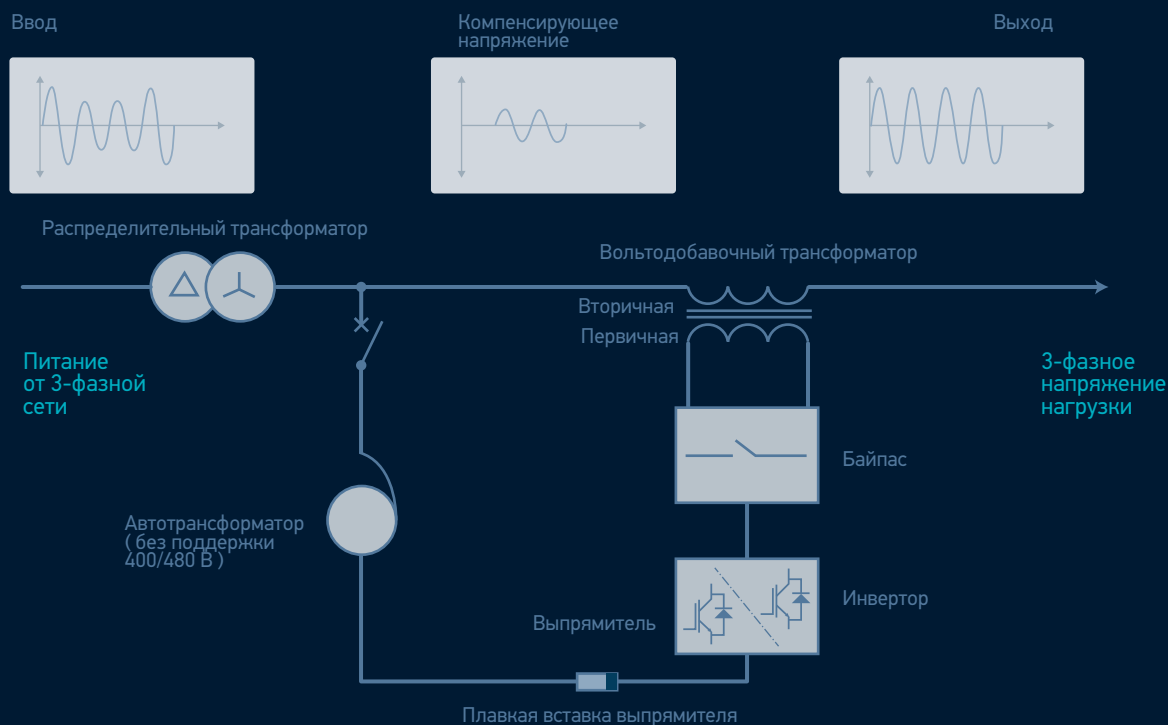 Ввод
Компенсирующее
напряжение
Выход
Распределительный трансформатор
Вольтодобавочный трансформатор
Вторичная
Первичная
Питание
от 3-фазной
сети
3-фазное
напряжение
нагрузки
Байпас
Автотрансформатор
( без поддержки
400/480 В )
Инвертор
Выпрямитель
Плавкая вставка выпрямителя